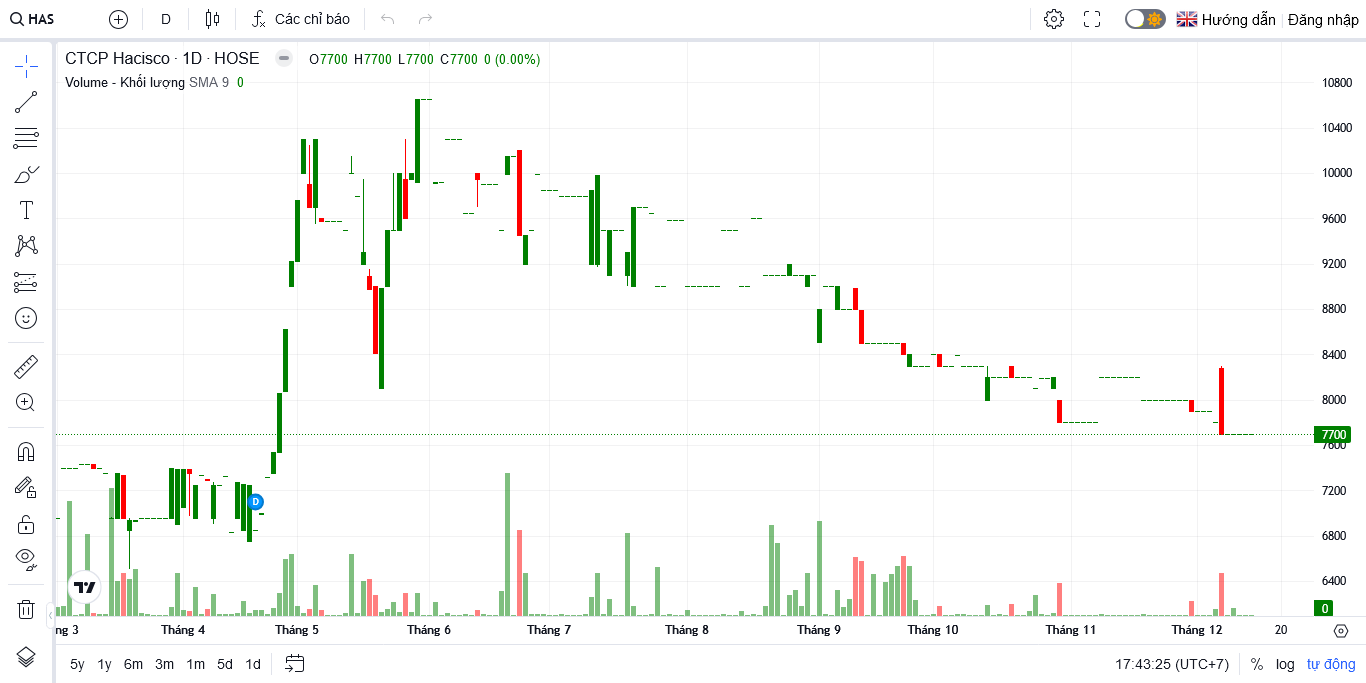 HAS D Các chỉ báo Hướng dẫn Đăng nhập
CTCP Hacisco · 1D · HOSE O7700 H7700 L7700 C7700 0 (0.00%)
Volume - Khối lượng SMA 9 0
10800
10400
10000
9600
9200
8800
8400
8000
7700
7600
7200
D
6800
6400
0
ng 3 Tháng 4 Tháng 5 Tháng 6 Tháng 7 Tháng 8 Tháng 9 Tháng 10 Tháng 11 Tháng 12 20
5y 1y 6m 3m 1m 5d 1d 17:43:25 (UTC+7) % log tự động